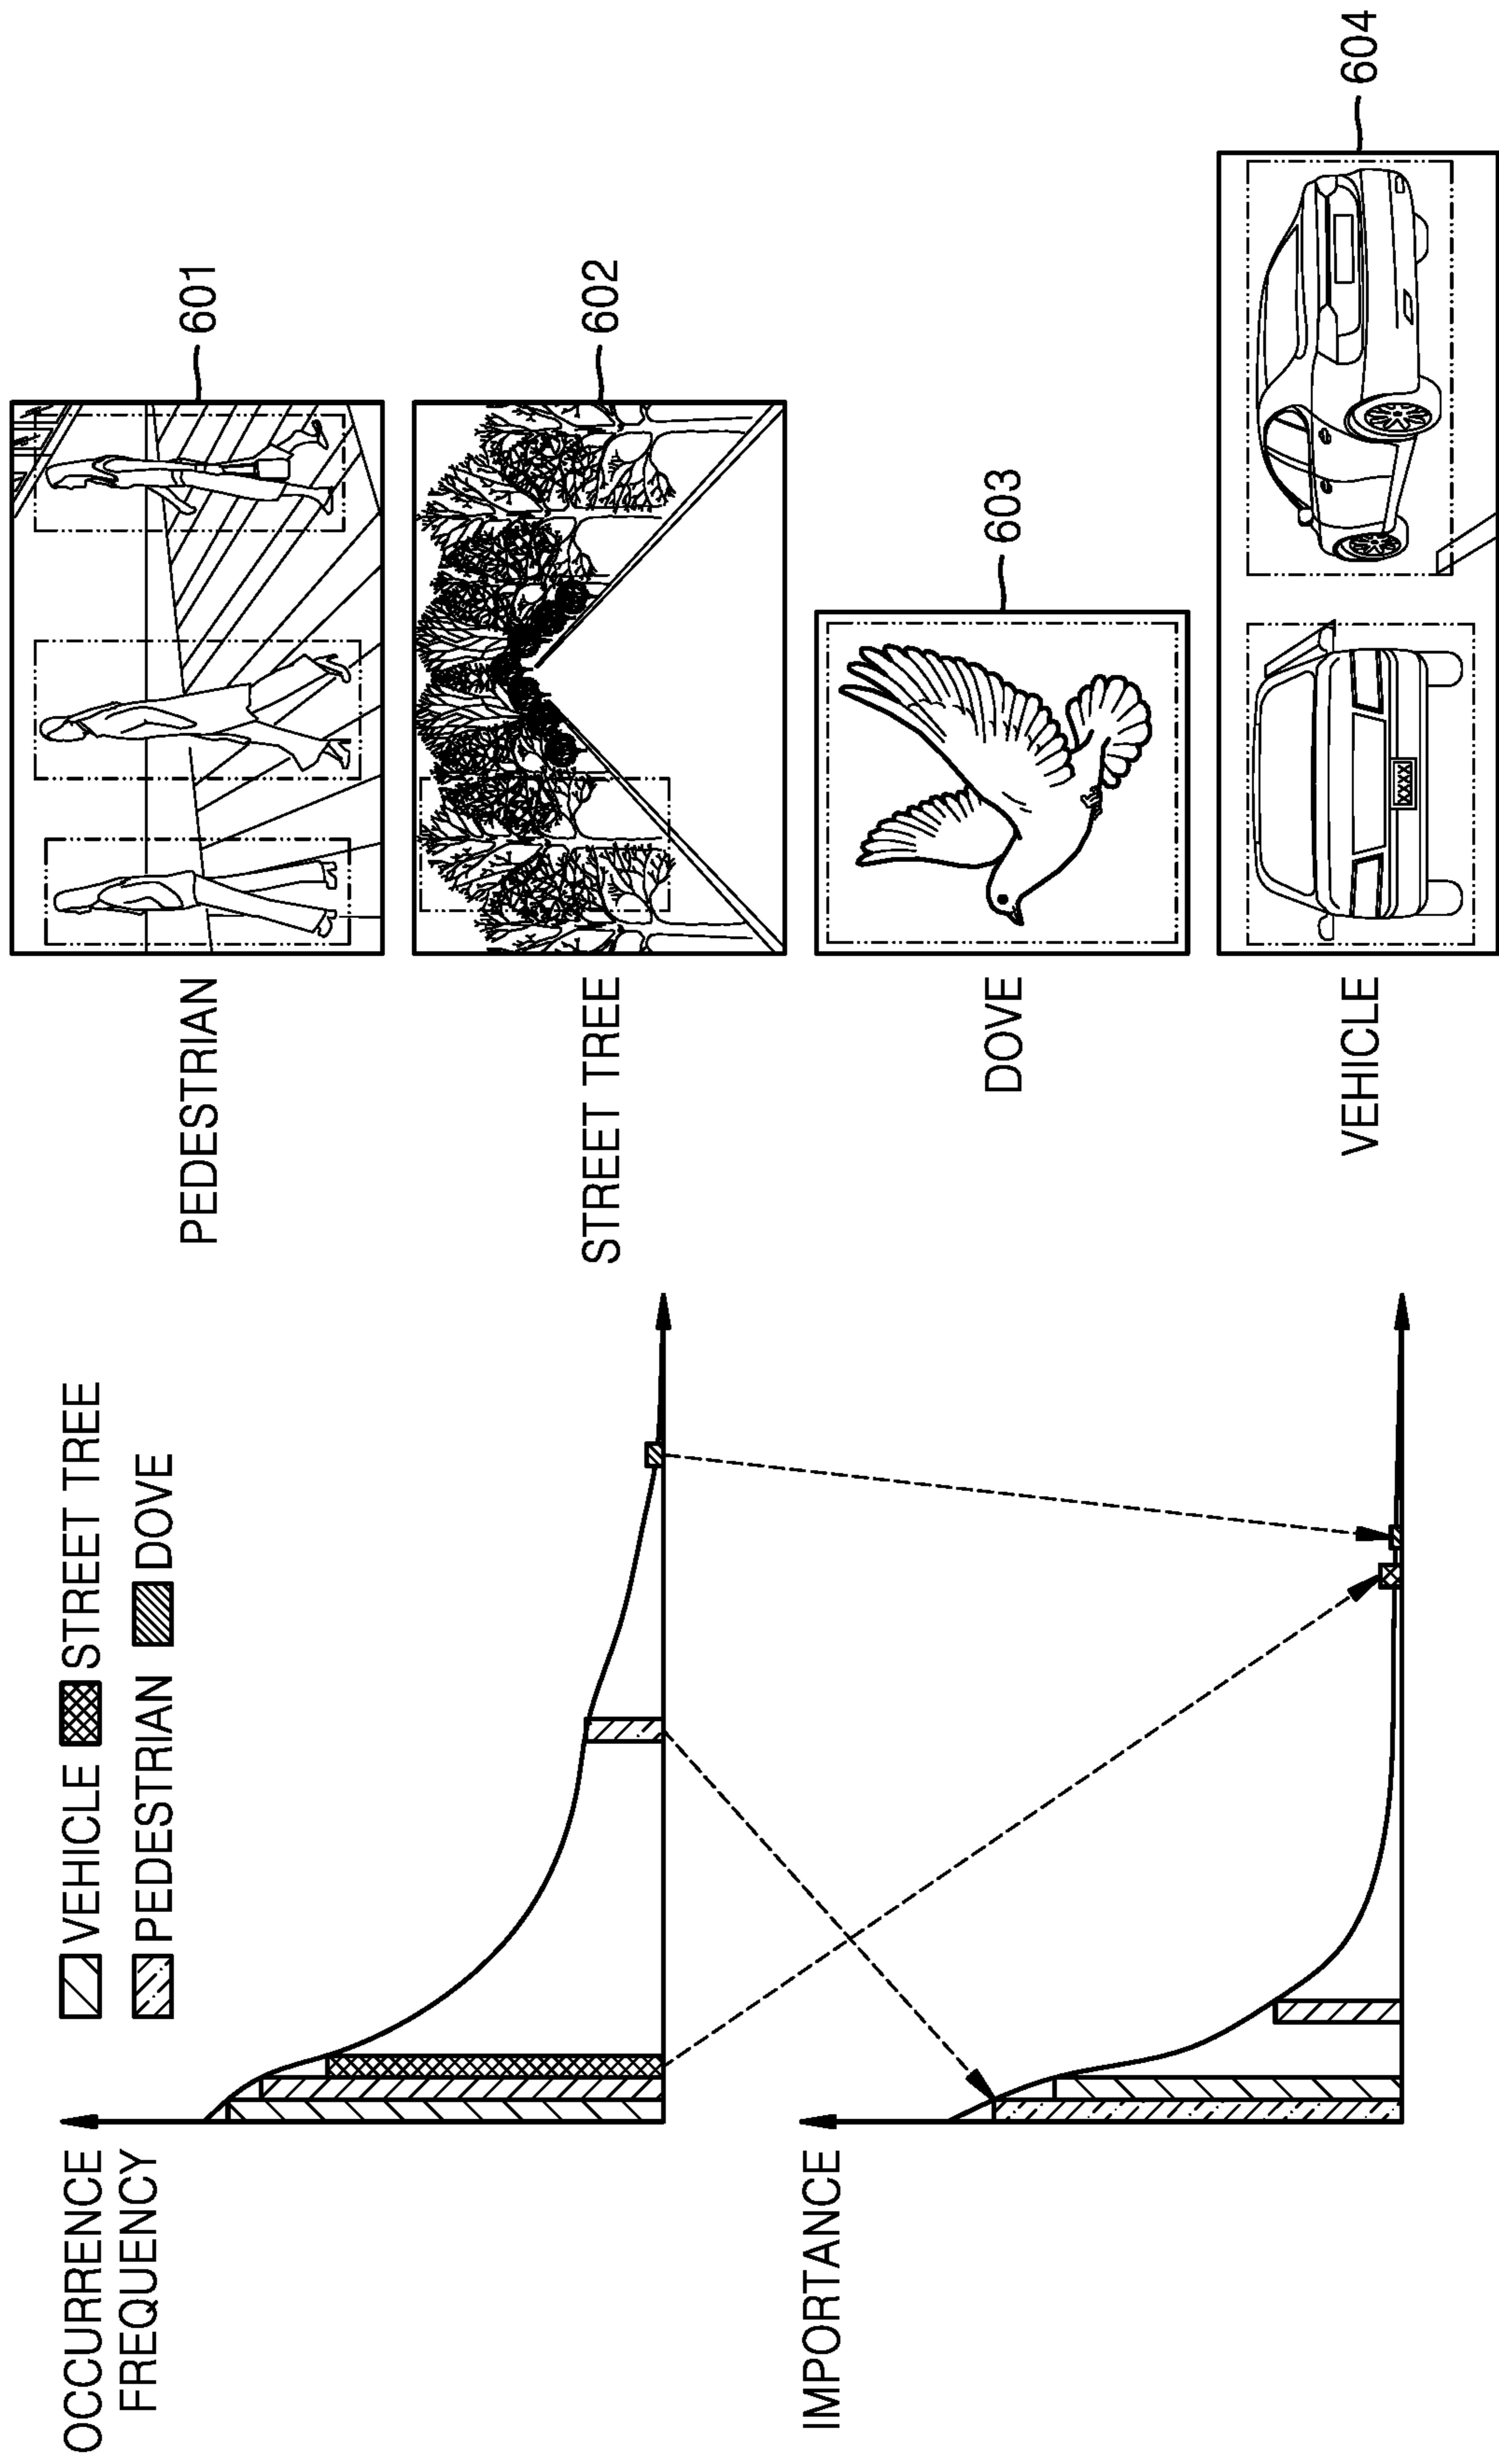 OCCURRENCE
FREQUENCY
VEHICLE STREET TREE
PEDESTRIAN DOVE
IMPORTANCE
PEDESTRIAN
601
STREET TREE
602
DOVE
603
VEHICLE
XXXX
604